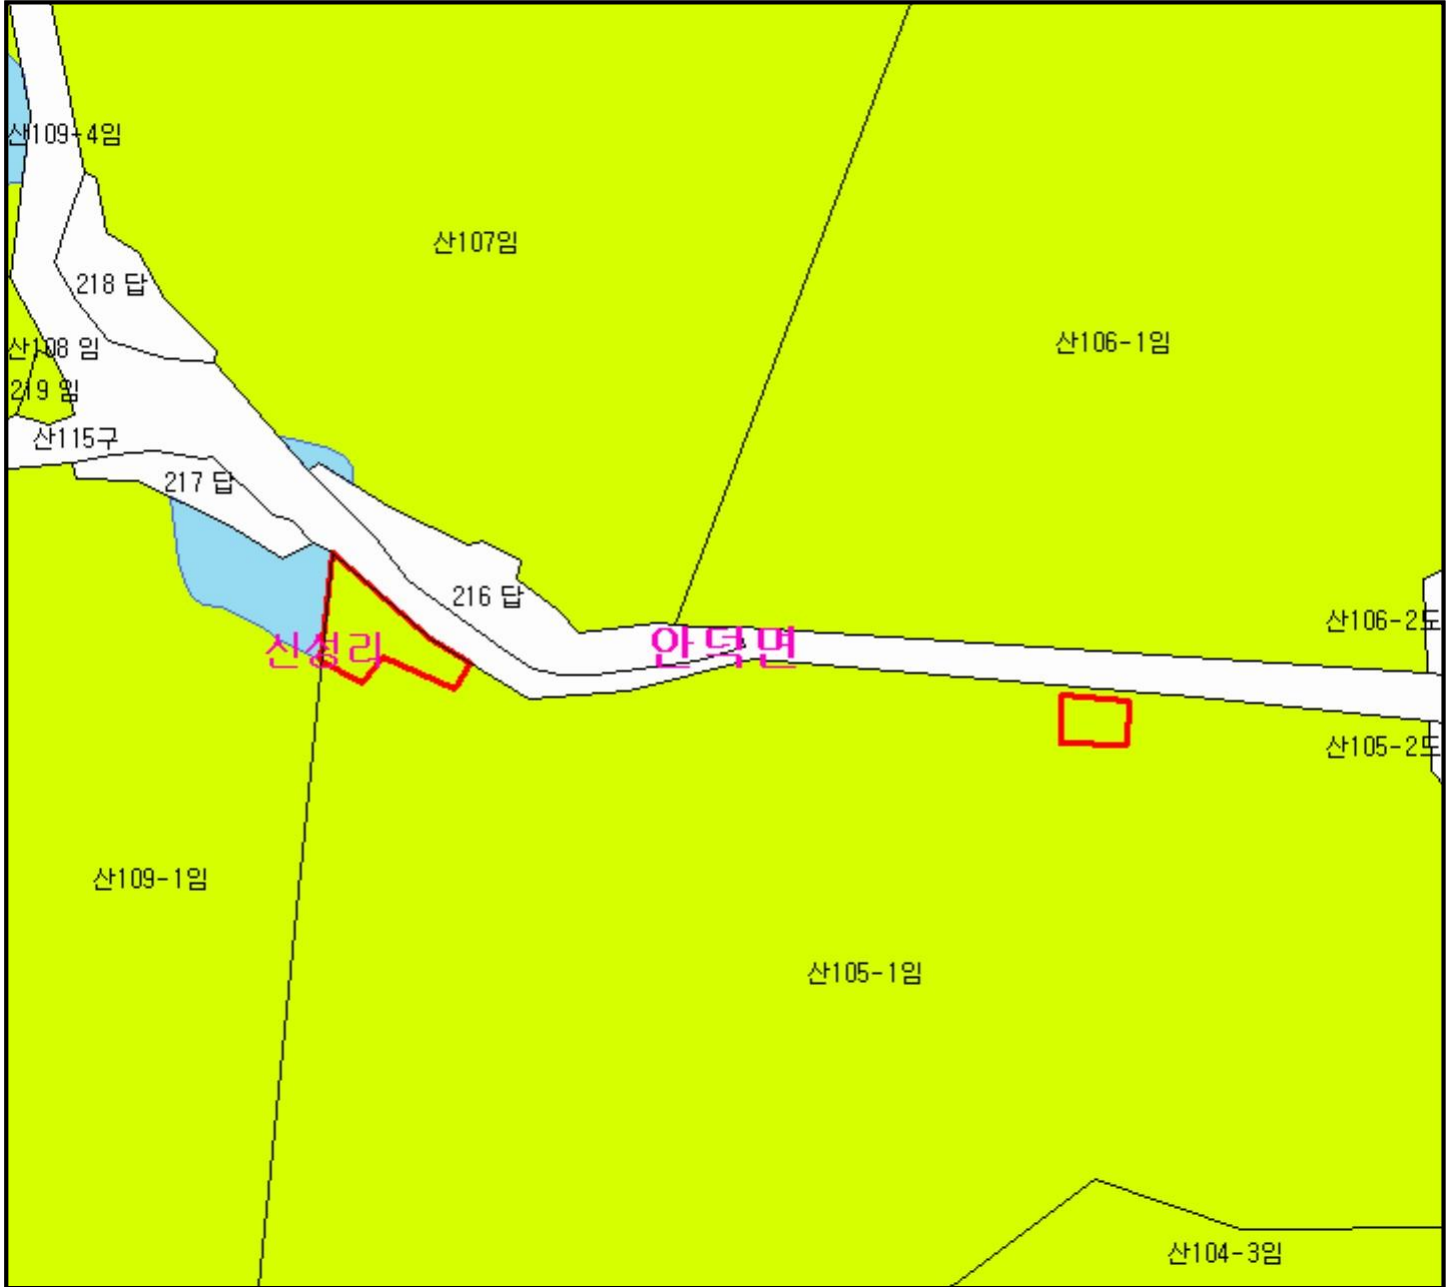 산109-4임
산107임
218 답
산106-1임
산108 임
219 임
산115구
217 답
216 답
산106-2도
신성리
안덕면
산105-2도
산109-1임
산105-1임
산104-3임